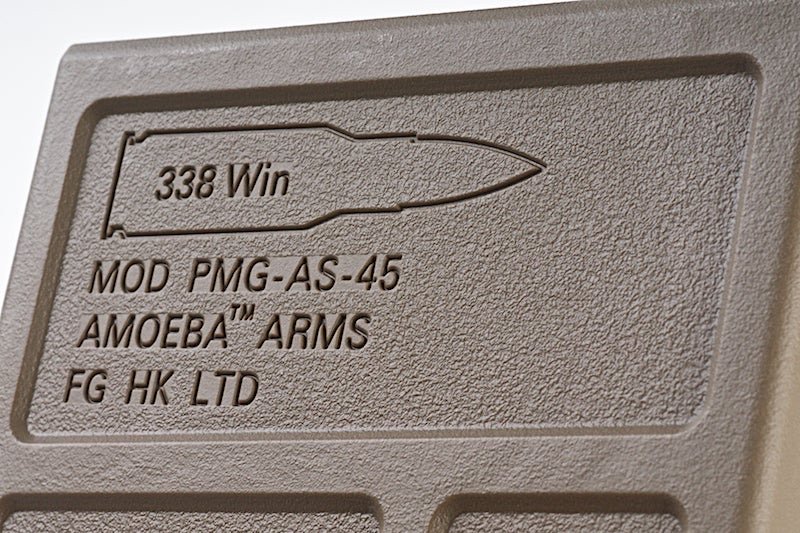 338 Win
MOD PMG-AS-45
AMOEBA™ ARMS
FG HK LTD